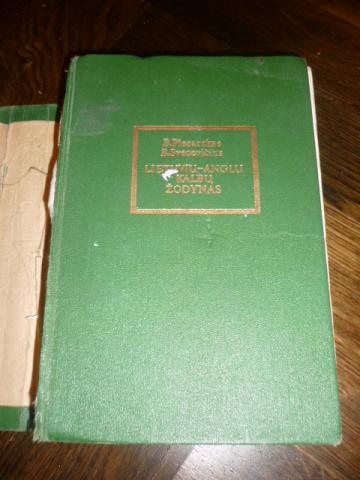 B.Piesarskas
B.Svecevičius
LIETUVIŲ-ANGLŲ
KALBŲ
ŽODYNAS